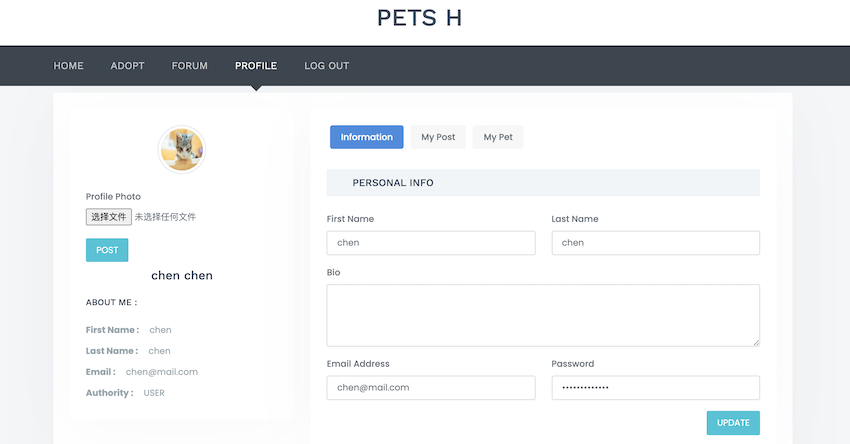 PETS H
HOME ADOPT FORUM PROFILE LOG OUT
Profile Photo
选择文件 未选择任何文件
POST
chen chen
ABOUT ME :
First Name : chen
Last Name : chen
Email : chen@mail.com
Authority : USER
Information My Post My Pet
PERSONAL INFO
First Name Last Name
chen chen
Bio
Email Address Password
chen@mail.com •••••••••••••
UPDATE